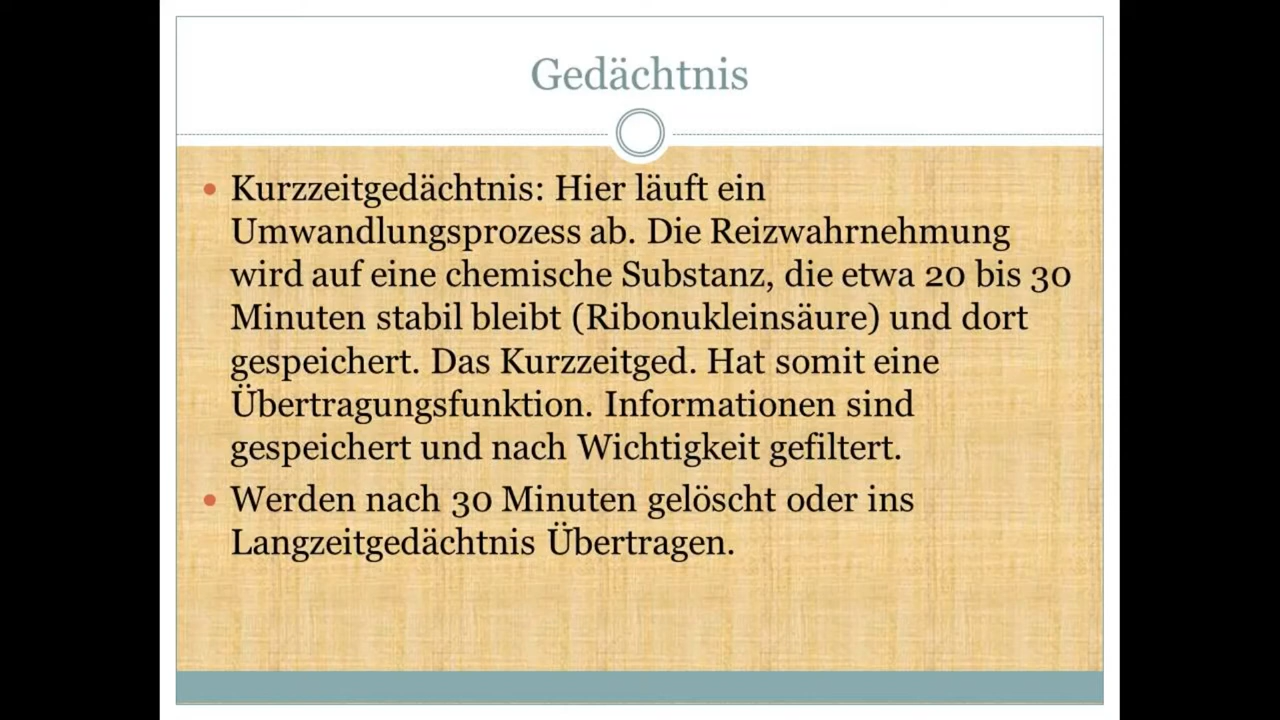 Gedächtnis
Kurzzeitgedächtnis: Hier läuft ein
Umwandlungsprozess ab. Die Reizwahrnehmung
wird auf eine chemische Substanz, die etwa 20 bis 30
Minuten stabil bleibt (Ribonukleinsäure) und dort
gespeichert. Das Kurzzeitged. Hat somit eine
Übertragungsfunktion. Informationen sind
gespeichert und nach Wichtigkeit gefiltert.
Werden nach 30 Minuten gelöscht oder ins
Langzeitgedächtnis Übertragen.